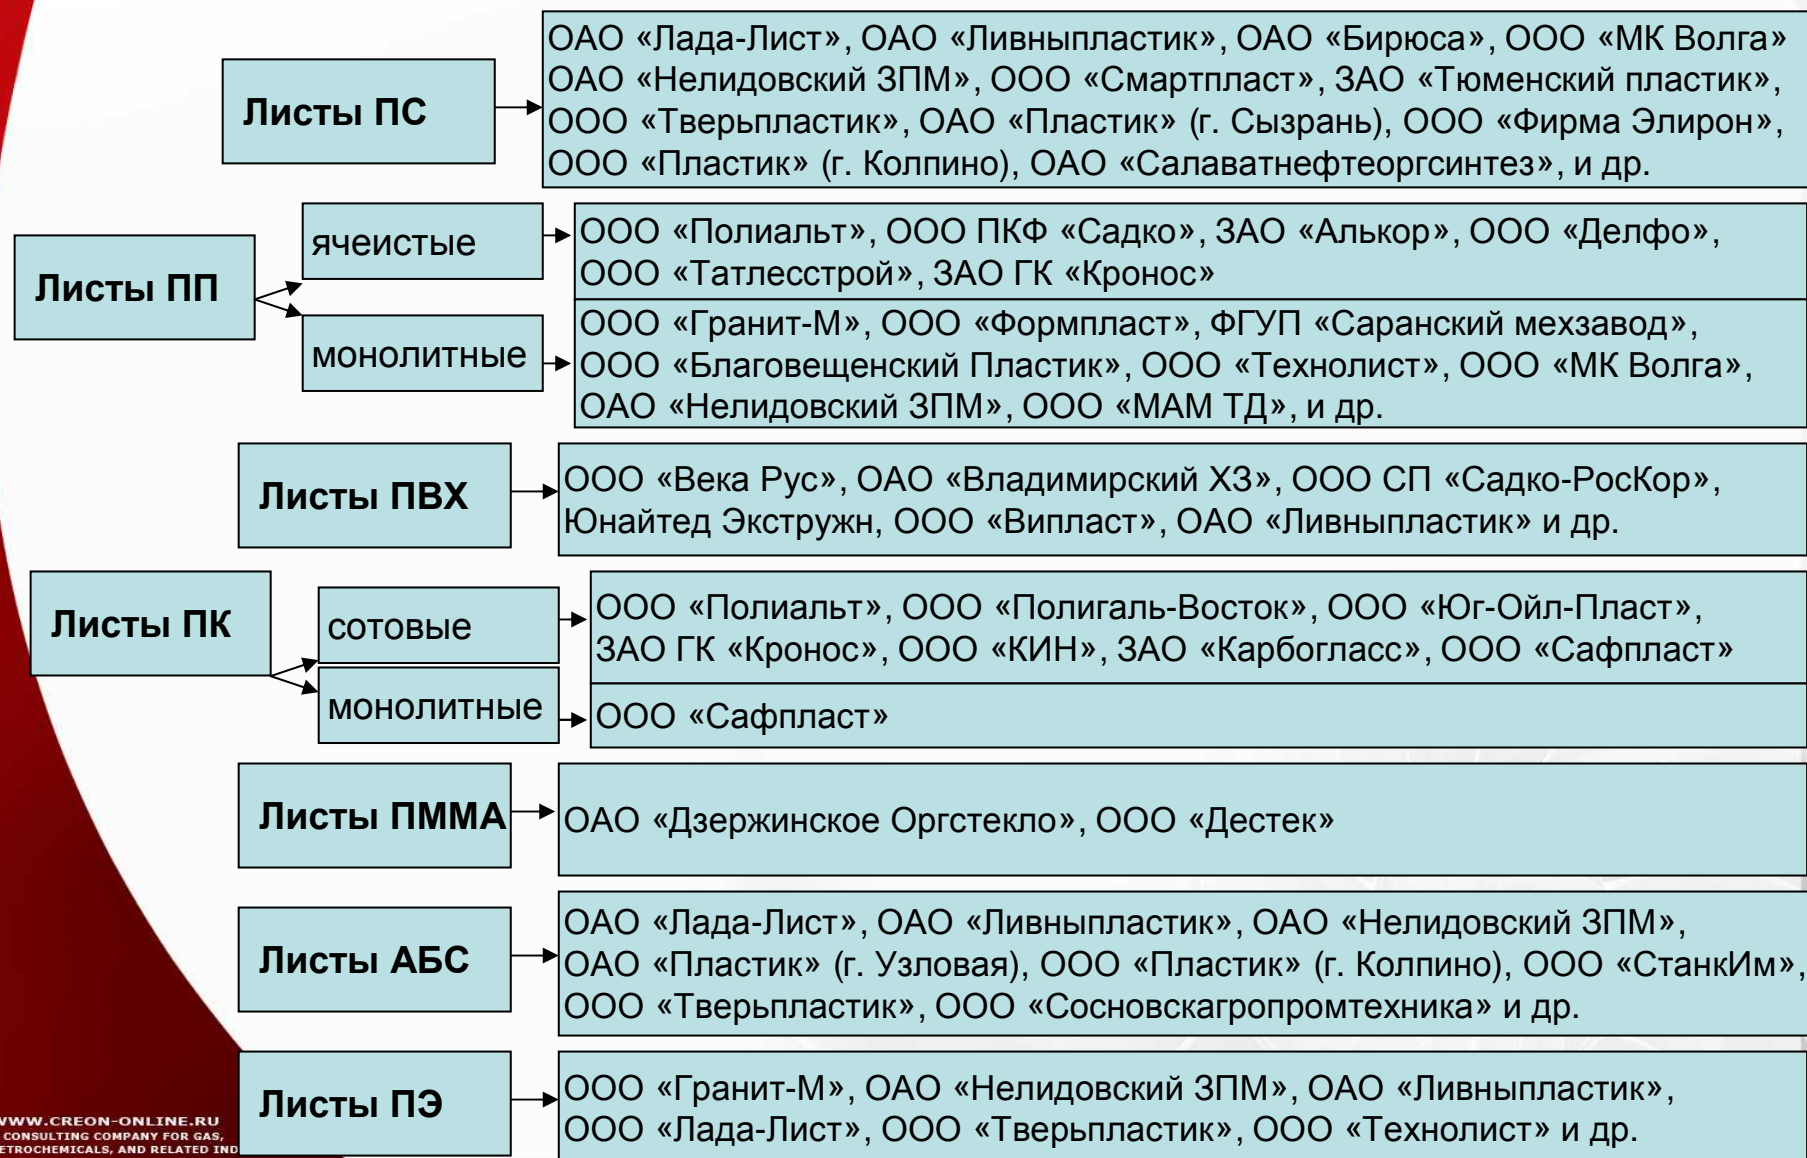 Листы ПС
ОАО «Лада-Лист», ОАО «Ливныпластик», ОАО «Бирюса», ООО «МК Волга»
ОАО «Нелидовский ЗПМ», ООО «Смартпласт», ЗАО «Тюменский пластик»,
ООО «Тверьпластик», ОАО «Пластик» (г. Сызрань), ООО «Фирма Элирон»,
ООО «Пластик» (г. Колпино), ОАО «Салаватнефтеоргсинтез», и др.
Листы ПП
ячеистые
ООО «Полиальт», ООО ПКФ «Садко», ЗАО «Алькор», ООО «Делфо»,
ООО «Татлесстрой», ЗАО ГК «Кронос»
монолитные
ООО «Гранит-М», ООО «Формпласт», ФГУП «Саранский мехзавод»,
ООО «Благовещенский Пластик», ООО «Технолист», ООО «МК Волга»,
ОАО «Нелидовский ЗПМ», ООО «МАМ ТД», и др.
Листы ПВХ
ООО «Века Рус», ОАО «Владимирский ХЗ», ООО СП «Садко-РосКор»,
Юнайтед Экстружн, ООО «Випласт», ОАО «Ливныпластик» и др.
Листы ПК
сотовые
ООО «Полиальт», ООО «Полигаль-Восток», ООО «Юг-Ойл-Пласт»,
ЗАО ГК «Кронос», ООО «КИН», ЗАО «Карбогласс», ООО «Сафпласт»
монолитные
ООО «Сафпласт»
Листы ПММА
ОАО «Дзержинское Оргстекло», ООО «Дестек»
Листы АБС
ОАО «Лада-Лист», ОАО «Ливныпластик», ОАО «Нелидовский ЗПМ»,
ОАО «Пластик» (г. Узловая), ООО «Пластик» (г. Колпино), ООО «СтанкИм»,
ООО «Тверьпластик», ООО «Сосновскагропромтехника» и др.
Листы ПЭ
ООО «Гранит-М», ОАО «Нелидовский ЗПМ», ОАО «Ливныпластик»,
ООО «Лада-Лист», ООО «Тверьпластик», ООО «Технолист» и др.
WWW.CREON-ONLINE.RU
CONSULTING COMPANY FOR GAS,
ETROCHEMICALS, AND RELATED IND